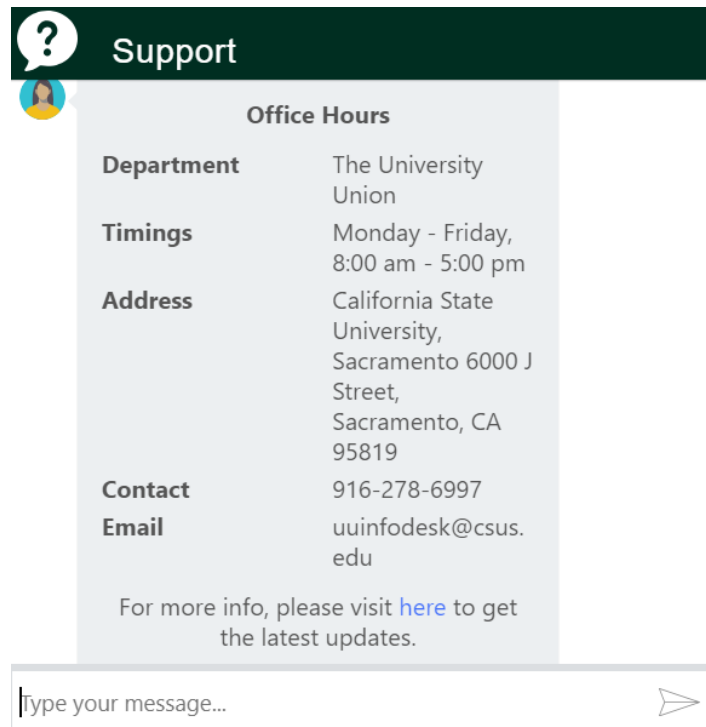 ?
Support
Office Hours
Department The University
Union
Timings Monday - Friday,
8:00 am - 5:00 pm
Address California State
University,
Sacramento 6000 J
Street,
Sacramento, CA
95819
Contact 916-278-6997
Email uuinfodesk@csus.
edu
For more info, please visit here to get
the latest updates.
Type your message...